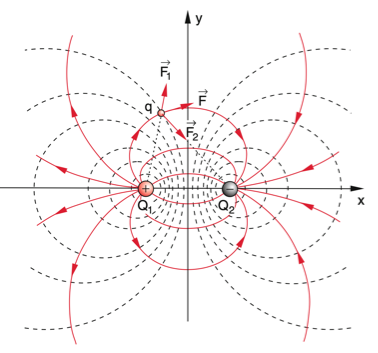 y
F₁
q
F
F₂
+
Q₁
Q₂
x